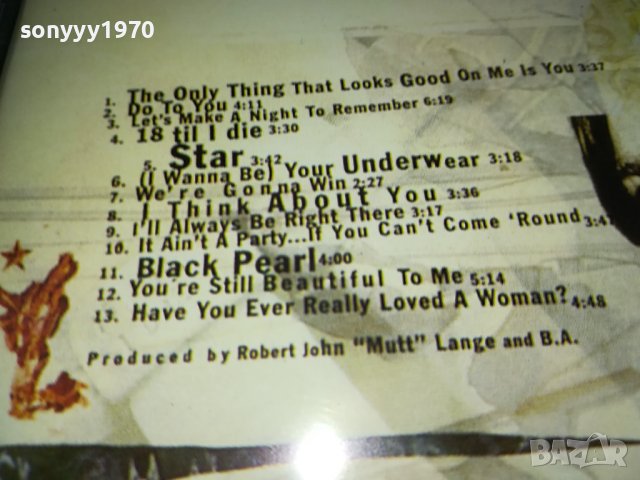 sonyyy1970
1. The Only Thing That Looks Good On Me Is You 3:37
2. Do To You 4:11
3. Let's Make A Night To Remember 6:19
4. 18 til I die 3:30
5. Star 3:42
6. (I Wanna Be) Your Underwear 3:18
7. We're Gonna Win 2:27
8. I Think About You 3:36
9. I'll Always Be Right There 3:17
10. It Ain't A Party...If You Can't Come 'Round 3:47
11. Black Pearl 4:00
12. You're Still Beautiful To Me 5:14
13. Have You Ever Really Loved A Woman? 4:48
Produced by Robert John "Mutt" Lange and B.A.
BAZAR